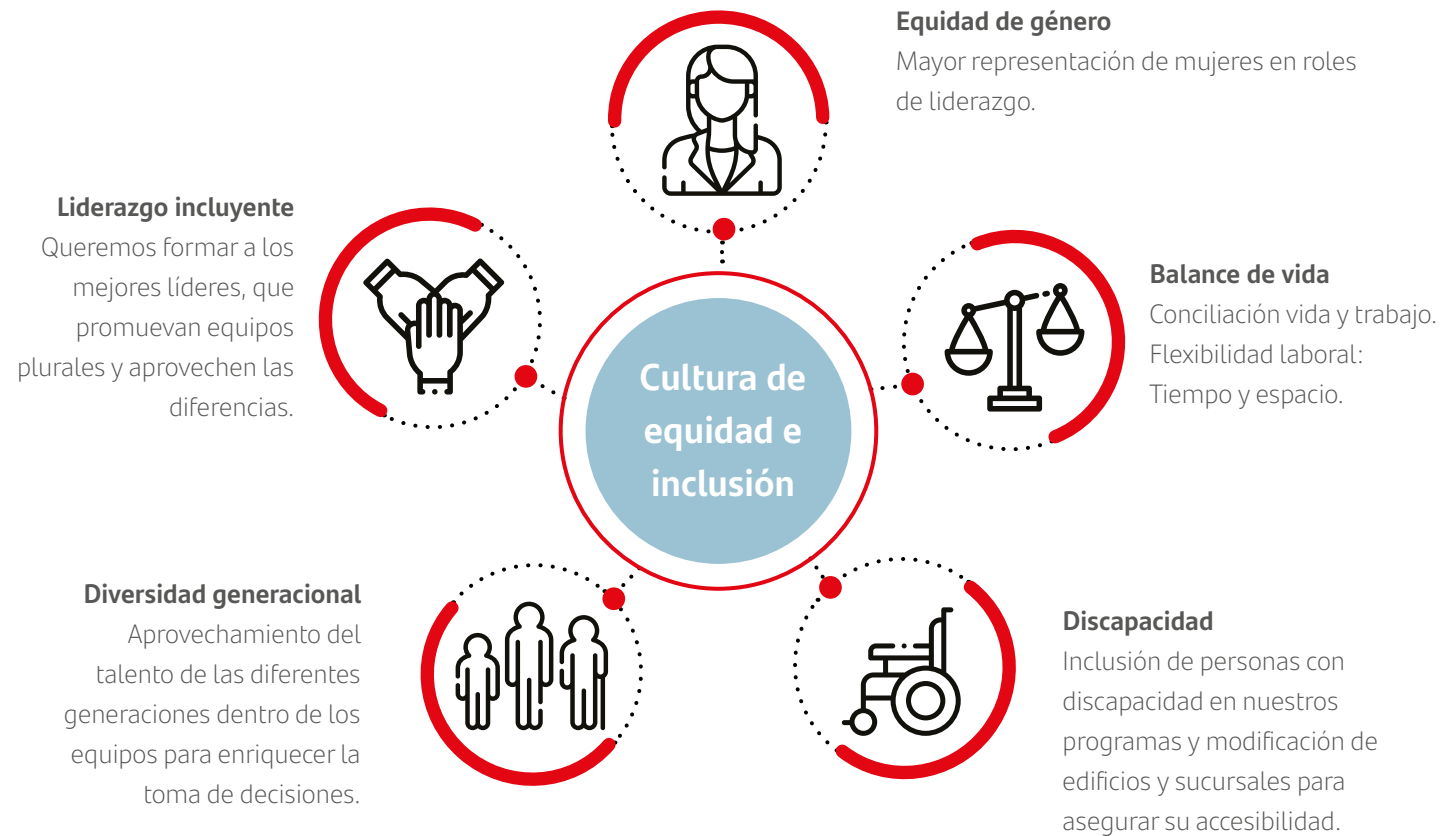 Equidad de género
Mayor representación de mujeres en roles
de liderazgo.
Liderazgo incluyente
Queremos formar a los
mejores líderes, que
promuevan equipos
plurales y aprovechen las
diferencias.
Balance de vida
Conciliación vida y trabajo.
Flexibilidad laboral:
Tiempo y espacio.
Cultura de
equidad e
inclusión
Diversidad generacional
Aprovechamiento del
talento de las diferentes
generaciones dentro de los
equipos para enriquecer la
toma de decisiones.
Discapacidad
Inclusión de personas con
discapacidad en nuestros
programas y modificación de
edificios y sucursales para
asegurar su accesibilidad.